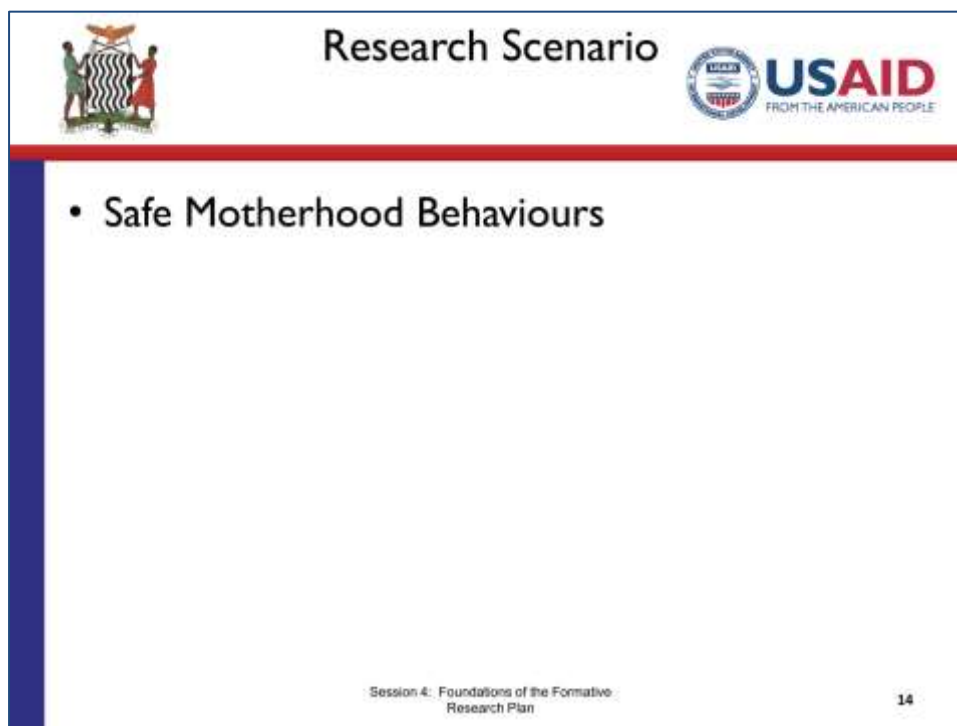 Research Scenario
USAID
FROM THE AMERICAN PEOPLE
• Safe Motherhood Behaviours
Session 4: Foundations of the Formative
Research Plan
14